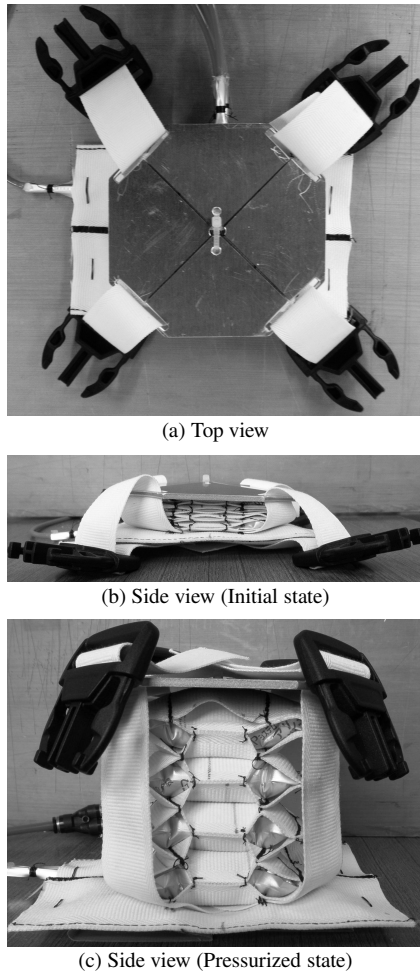 (a) Top view
(b) Side view (Initial state)
(c) Side view (Pressurized state)